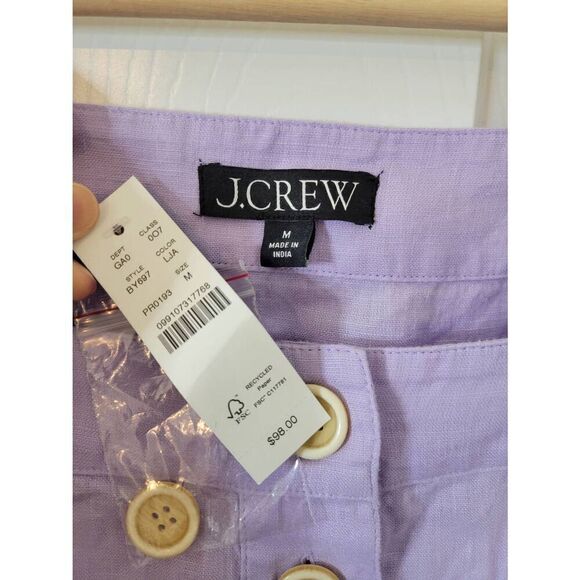 J.CREW
M
MADE IN
INDIA
DEPT CLASS
GA0 007
STYLE COLOR SIZE
BY697 LJA M
PR0193
099107317768
RECYCLED
Paper
FSC® C117781
FSC
$98.00